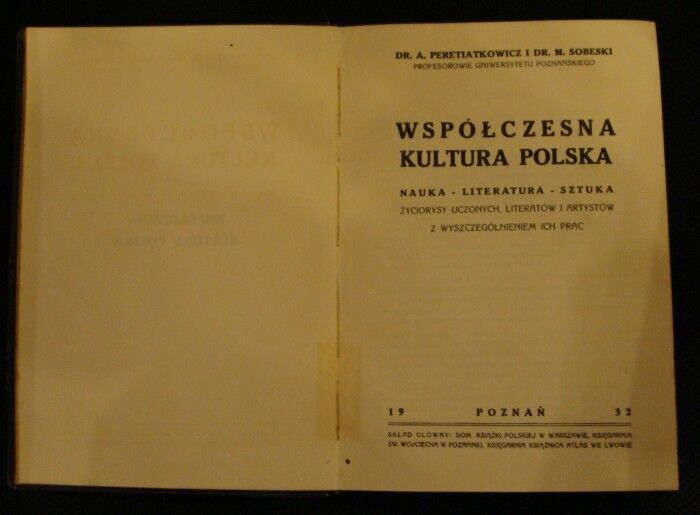 DR. A. PERETIATKOWICZ I DR. M. SOBESKI
PROFESOROWIE UNIWERSYTETU POZNAŃSKIEGO
WSPÓŁCZESNA
KULTURA POLSKA
NAUKA - LITERATURA - SZTUKA
ŻYCIORYSY UCZONYCH, LITERATÓW I ARTYSTÓW
Z WYSZCZEGÓLNIENIEM ICH PRAC
19 POZNAŃ 32
SKŁAD GŁÓWNY: DOM KSIĄŻKI POLSKIEJ W WARSZAWIE, KSIĘGARNIA
ŚW. WOJCIECHA W POZNANIU, KSIĘGARNIA KSIĄŻNICA ATLAS WE LWOWIE